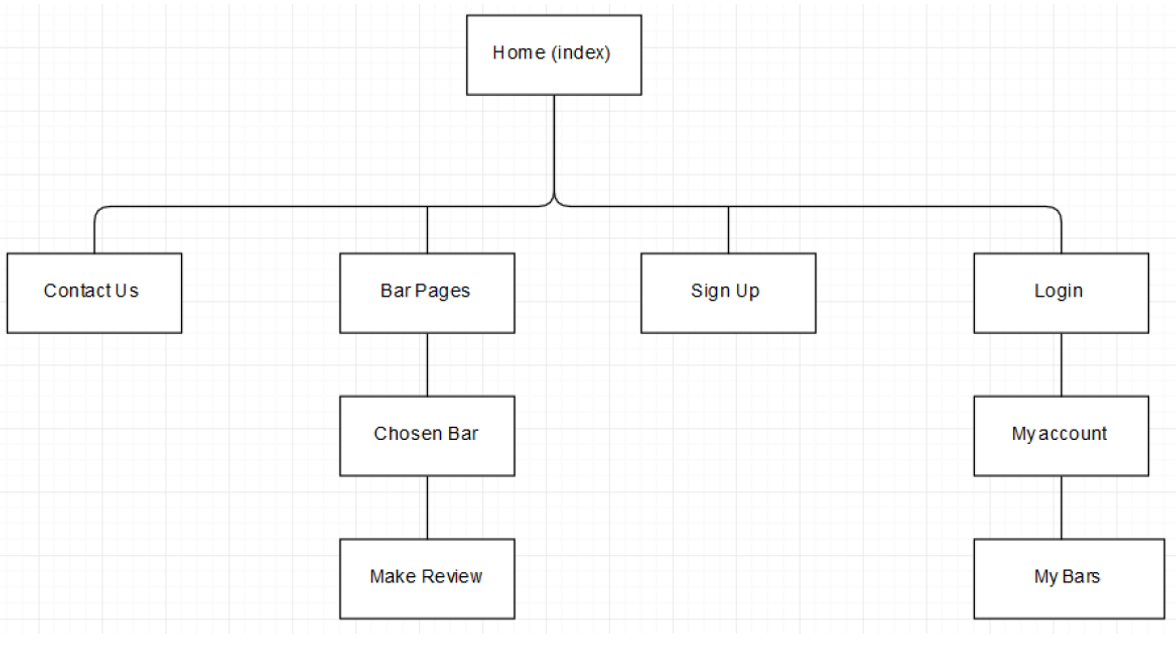 Home (index)
Contact Us
Bar Pages
Sign Up
Login
Chosen Bar
My account
Make Review
My Bars